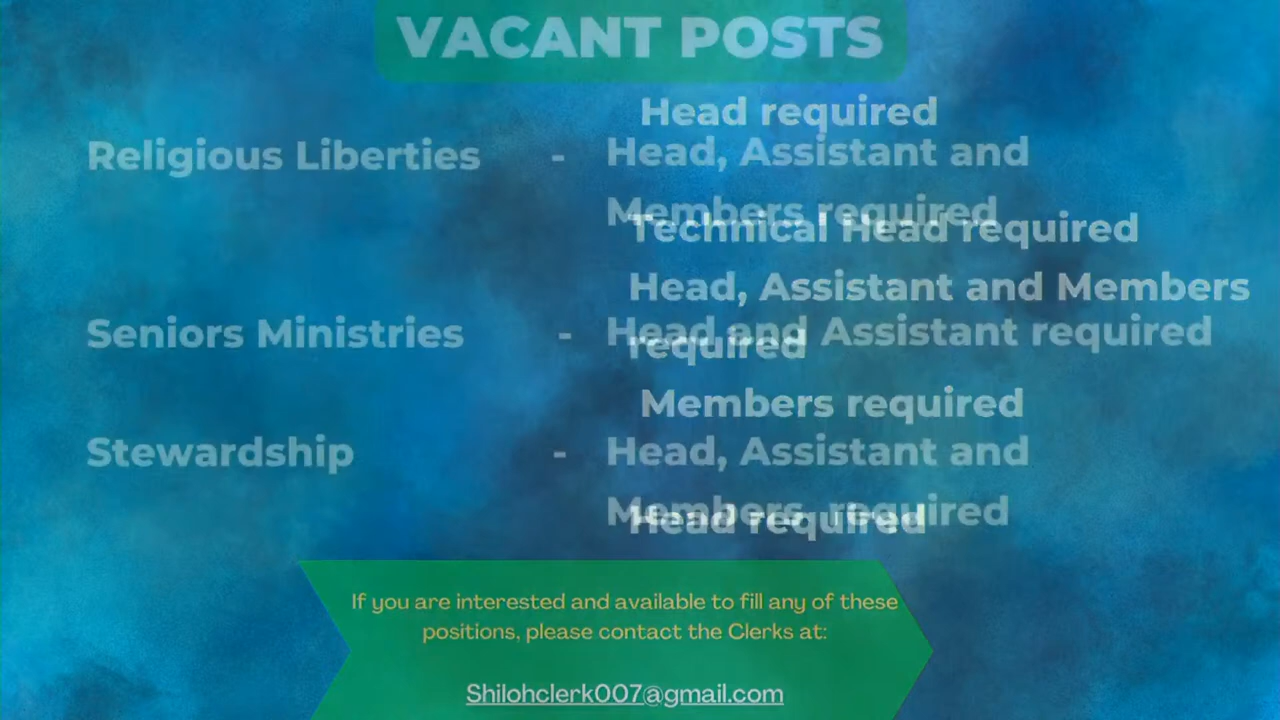 VACANT POSTS
Head required
Religious Liberties - Head, Assistant and
Members required
Technical Head required
Head, Assistant and Members
Seniors Ministries - Head and Assistant required
required
Members required
Stewardship - Head, Assistant and
Members required
Head required
If you are interested and available to fill any of these
positions, please contact the Clerks at:
Shilohclerk007@gmail.com